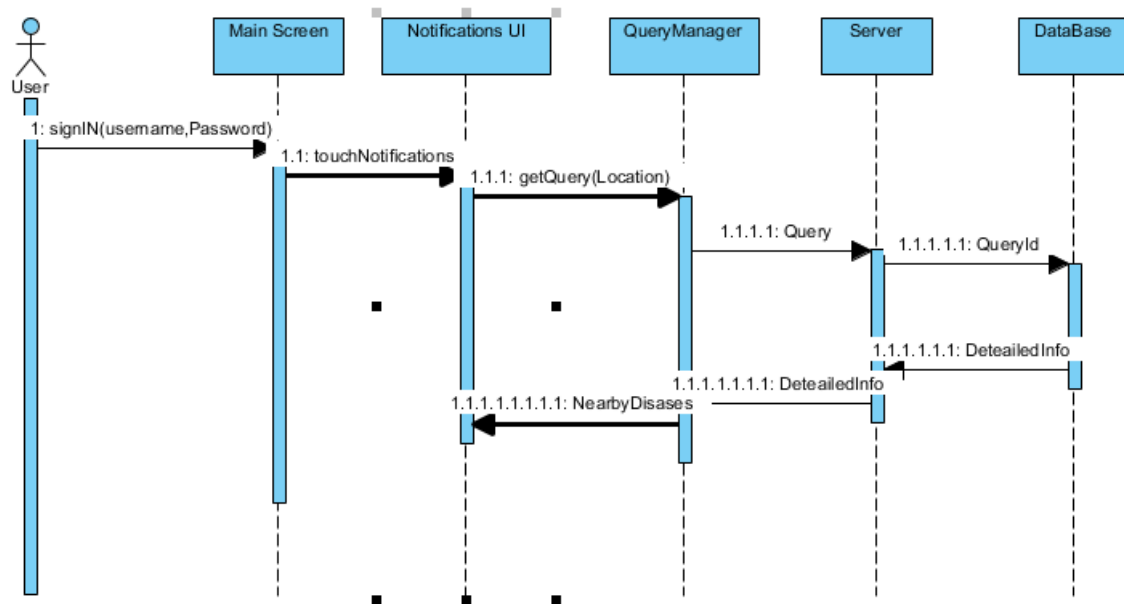 Main Screen
Notifications UI
QueryManager
Server
DataBase
User
1: signIN(username,Password)
1.1: touchNotifications
1.1.1: getQuery(Location)
1.1.1.1: Query
1.1.1.1.1: QueryId
1.1.1.1.1.1: DeteailedInfo
1.1.1.1.1.1.1: DeteailedInfo
1.1.1.1.1.1.1.1: NearbyDisases